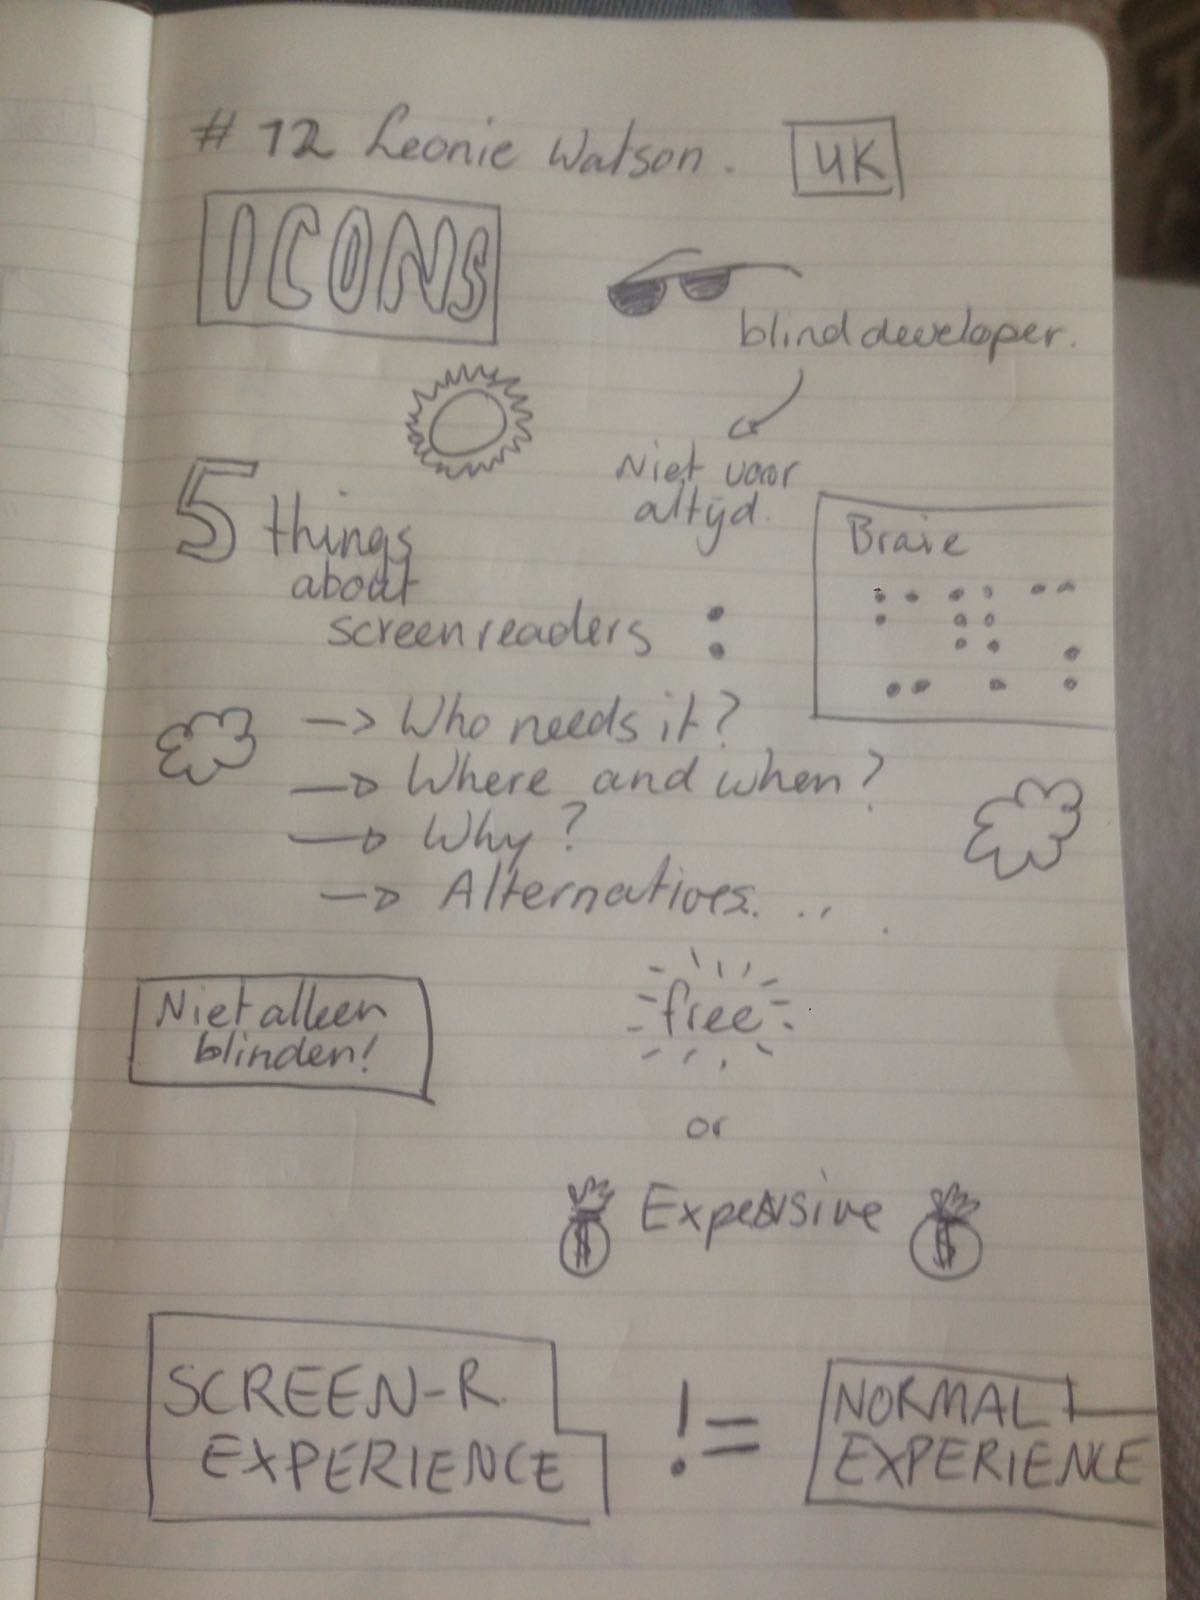 # 12 Leonie Watson.
UK
ICONS
blind developer.
Niet voor
altijd.
5 things
about
screenreaders :
Braie
-> Who needs it?
-> Where and when?
-> Why?
-> Alternatives...
Niet alleen
blinden!
free
or
$ Expensive $
SCREEN-R.
EXPERIENCE
!=
NORMAL
EXPERIENCE